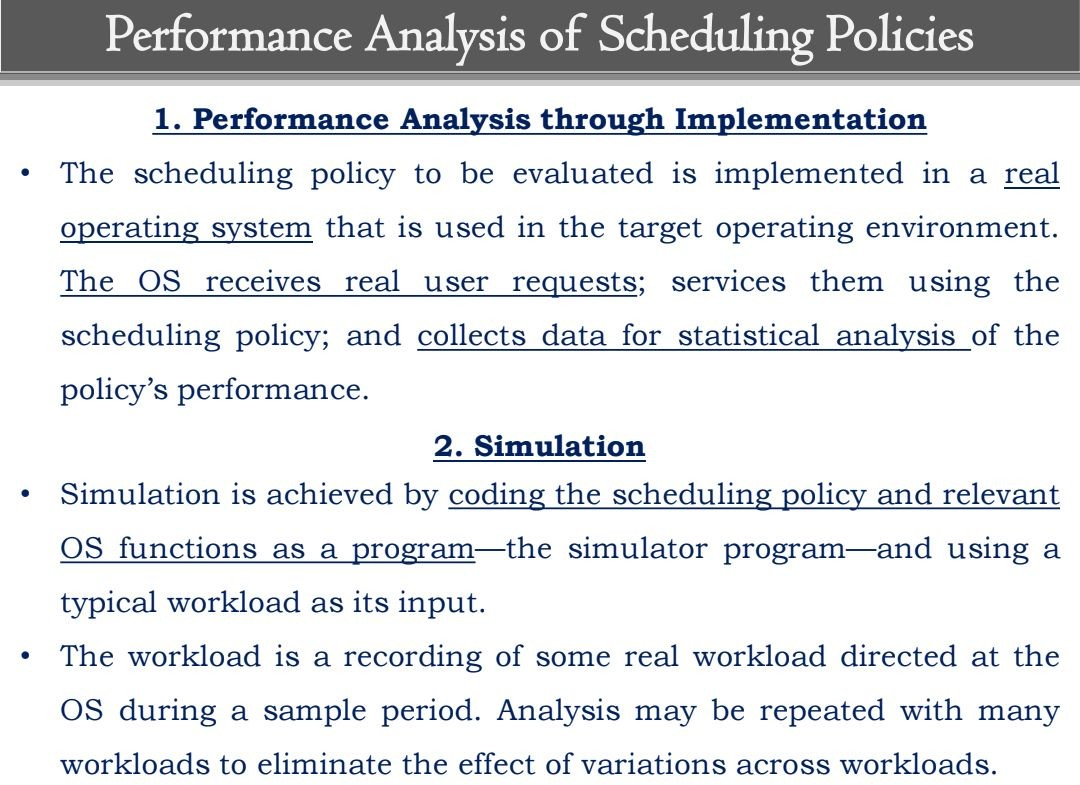 Performance Analysis of Scheduling Policies
1. Performance Analysis through Implementation
• The scheduling policy to be evaluated is implemented in a real
operating system that is used in the target operating environment.
The OS receives real user requests; services them using the
scheduling policy; and collects data for statistical analysis of the
policy’s performance.
2. Simulation
• Simulation is achieved by coding the scheduling policy and relevant
OS functions as a program—the simulator program—and using a
typical workload as its input.
• The workload is a recording of some real workload directed at the
OS during a sample period. Analysis may be repeated with many
workloads to eliminate the effect of variations across workloads.